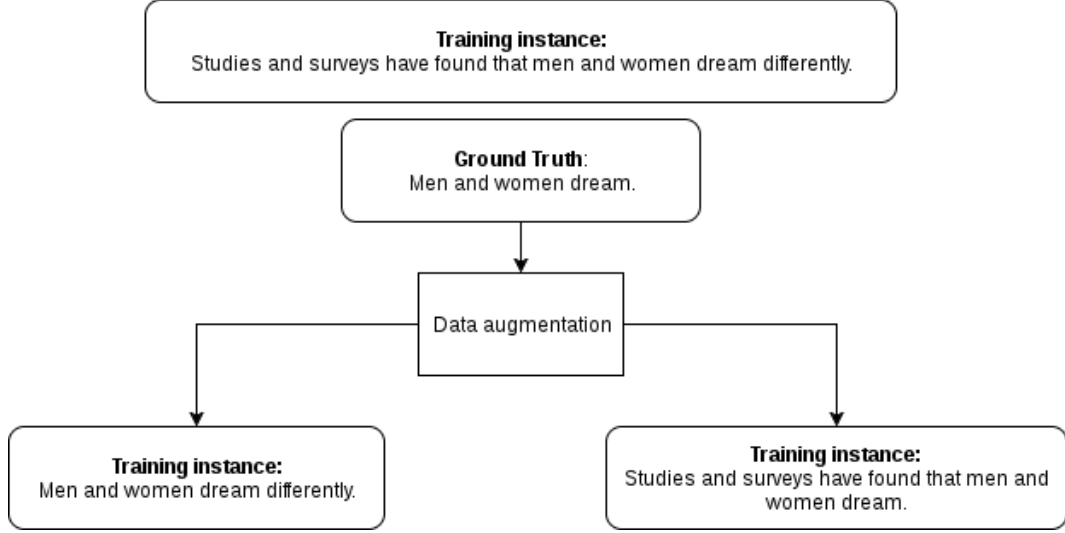 Training instance:
Studies and surveys have found that men and women dream differently.
Ground Truth:
Men and women dream.
Data augmentation
Training instance:
Men and women dream differently.
Training instance:
Studies and surveys have found that men and
women dream.